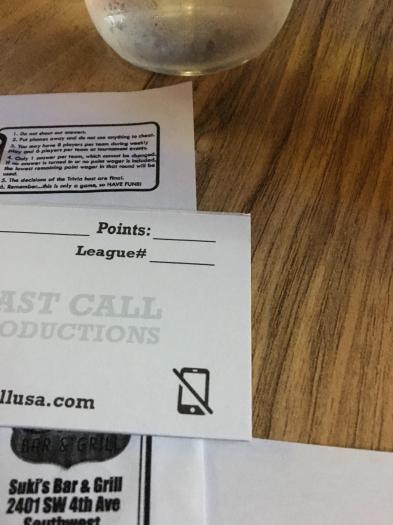 1. Do not shout out answers.
2. Put phones away and do not use anything to cheat.
3. You may have 8 players per team during weekly
play and 6 players per team at tournament events.
4. Only 1 answer per team, which cannot be changed.
If no answer is turned in or no point wager is included,
the lowest remaining point wager in that round will be
used.
5. The decisions of the Trivia host are final.
6. Remember...this is only a game, so HAVE FUN!!
Points:
League#
AST CALL
ODUCTIONS
llusa.com
BAR & GRILL
Suki's Bar & Grill
2401 SW 4th Ave
Southwest